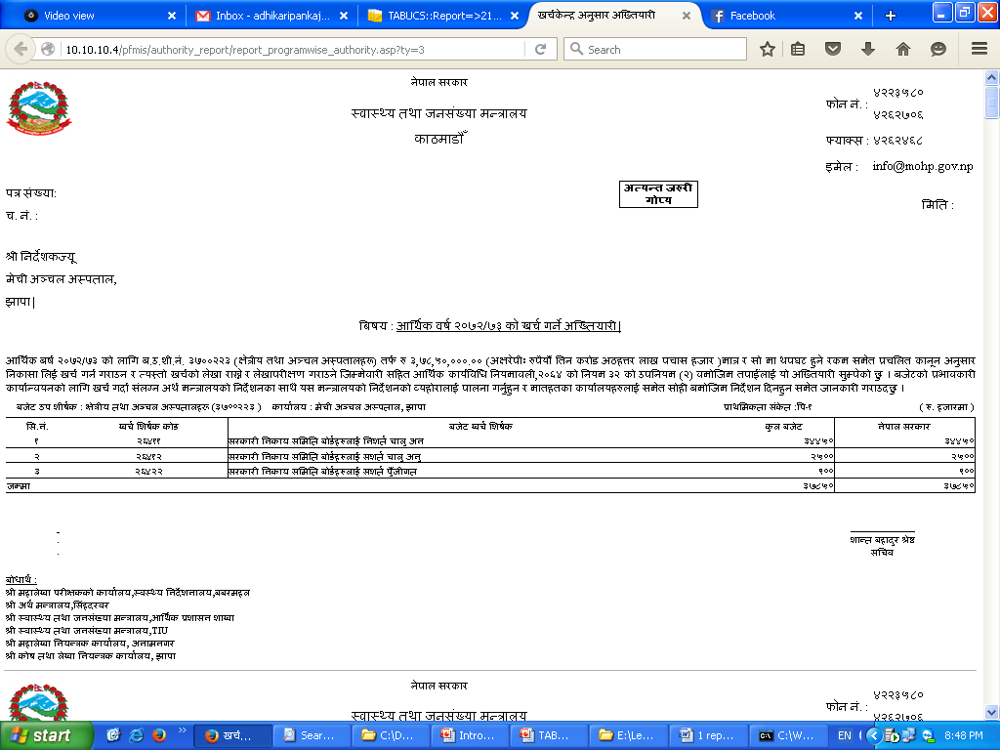 Video view
Inbox - adhikaripankaj...
TABUCS::Report=>21...
खर्चकेन्द्र अनुसार अख्तियारी
Facebook
10.10.10.4/pfmis/authority_report/report_programwise_authority.asp?ty=3
Search
नेपाल सरकार
स्वास्थ्य तथा जनसंख्या मन्त्रालय
काठमाडौँ
फोन नं. :
४२२३५८०
४२६२७०६
फ्याक्स : ४२६२४६८
इमेल : info@mohp.gov.np
पत्र संख्या:
च. नं. :
अत्यन्त जरुरी
गोप्य
मिति :
श्री निर्देशकज्यू
मेची अञ्चल अस्पताल,
झापा|
बिषय : आर्थिक वर्ष २०७२/७३ को खर्च गर्ने अख्तियारी|
आर्थिक बर्ष २०७२/७३ को लागि ब.उ.शी.नं. ३७००२२३ (क्षेत्रीय तथा अञ्चल अस्पतालहरू) तर्फ रु ३,७८,५०,०००.०० (अक्षरेपीः रुपैयाँ तिन करोड अठहत्तर लाख पचास हजार )मात्र र सो मा थपघट हुने रकम समेत प्रचलित कानून अनुसार
निकासा लिई खर्च गर्न गराउन र त्यस्तो खर्चको लेखा राख्ने र लेखापरीक्षण गराउने जिम्मेवारी सहित आर्थिक कार्यविधि नियमावली,२०६४ को नियम ३२ को उपनियम (२) वमोजिम तपाईलाई यो अख्तियारी सुम्पेको छु । बजेटको प्रभावकारी
कार्यान्वयनको लागि खर्च गर्दा संलग्न अर्थ मन्त्रालयको निर्देशनका साथै यस मन्त्रालयको निर्देशनको व्यहोरालाई पालना गर्नुहुन र मातहतका कार्यालयहरुलाई समेत सोही बमोजिम निर्देशन दिनहुन समेत जानकारी गराउदछु ।
बजेट उप शीर्षक : क्षेत्रीय तथा अञ्चल अस्पतालहरू (३७००२२३ ) कार्यालय : मेची अञ्चल अस्पताल, झापा प्राथमिकता संकेत :पि-१ ( रु. हजारमा )
सि.नं. खर्च शिर्षक कोड बजेट खर्च शिर्षक कुल बजेट नेपाल सरकार
१ २६४११ सरकारी निकाय समिति बोर्डहरुलाई निशर्त चालु अन ३४४५० ३४४५०
२ २६४१२ सरकारी निकाय समिति बोर्डहरुलाई सशर्त चालु अनु २५०० २५००
३ २६४२२ सरकारी निकाय समिति बोर्डहरुलाई सशर्त पुँजीगत ९०० ९००
जम्मा ३७८५० ३७८५०
शान्त बहादुर श्रेष्ठ
सचिव
बोधार्थ :
श्री महालेखा परीक्षकको कार्यालय,स्वस्थ्य निर्देशनालय,बबरमहल
श्री अर्थ मन्त्रालय,सिंहदरवर
श्री स्वास्थ्य तथा जनसंख्या मन्त्रालय,आर्थिक प्रशासन शाखा
श्री स्वास्थ्य तथा जनसंख्या मन्त्रालय,TIU
श्री महालेखा नियन्त्रक कार्यालय, अनामनगर
श्री कोष तथा लेखा नियन्त्रक कार्यालय, झापा
नेपाल सरकार
स्वास्थ्य तथा जनसंख्या मन्त्रालय
फोन नं. :
४२२३५८०
४२६२७०६
start
खर्च...
Sear...
C:\D...
Intro...
TAB...
E:\Le...
1 rep...
C:\W...
EN
8:48 PM